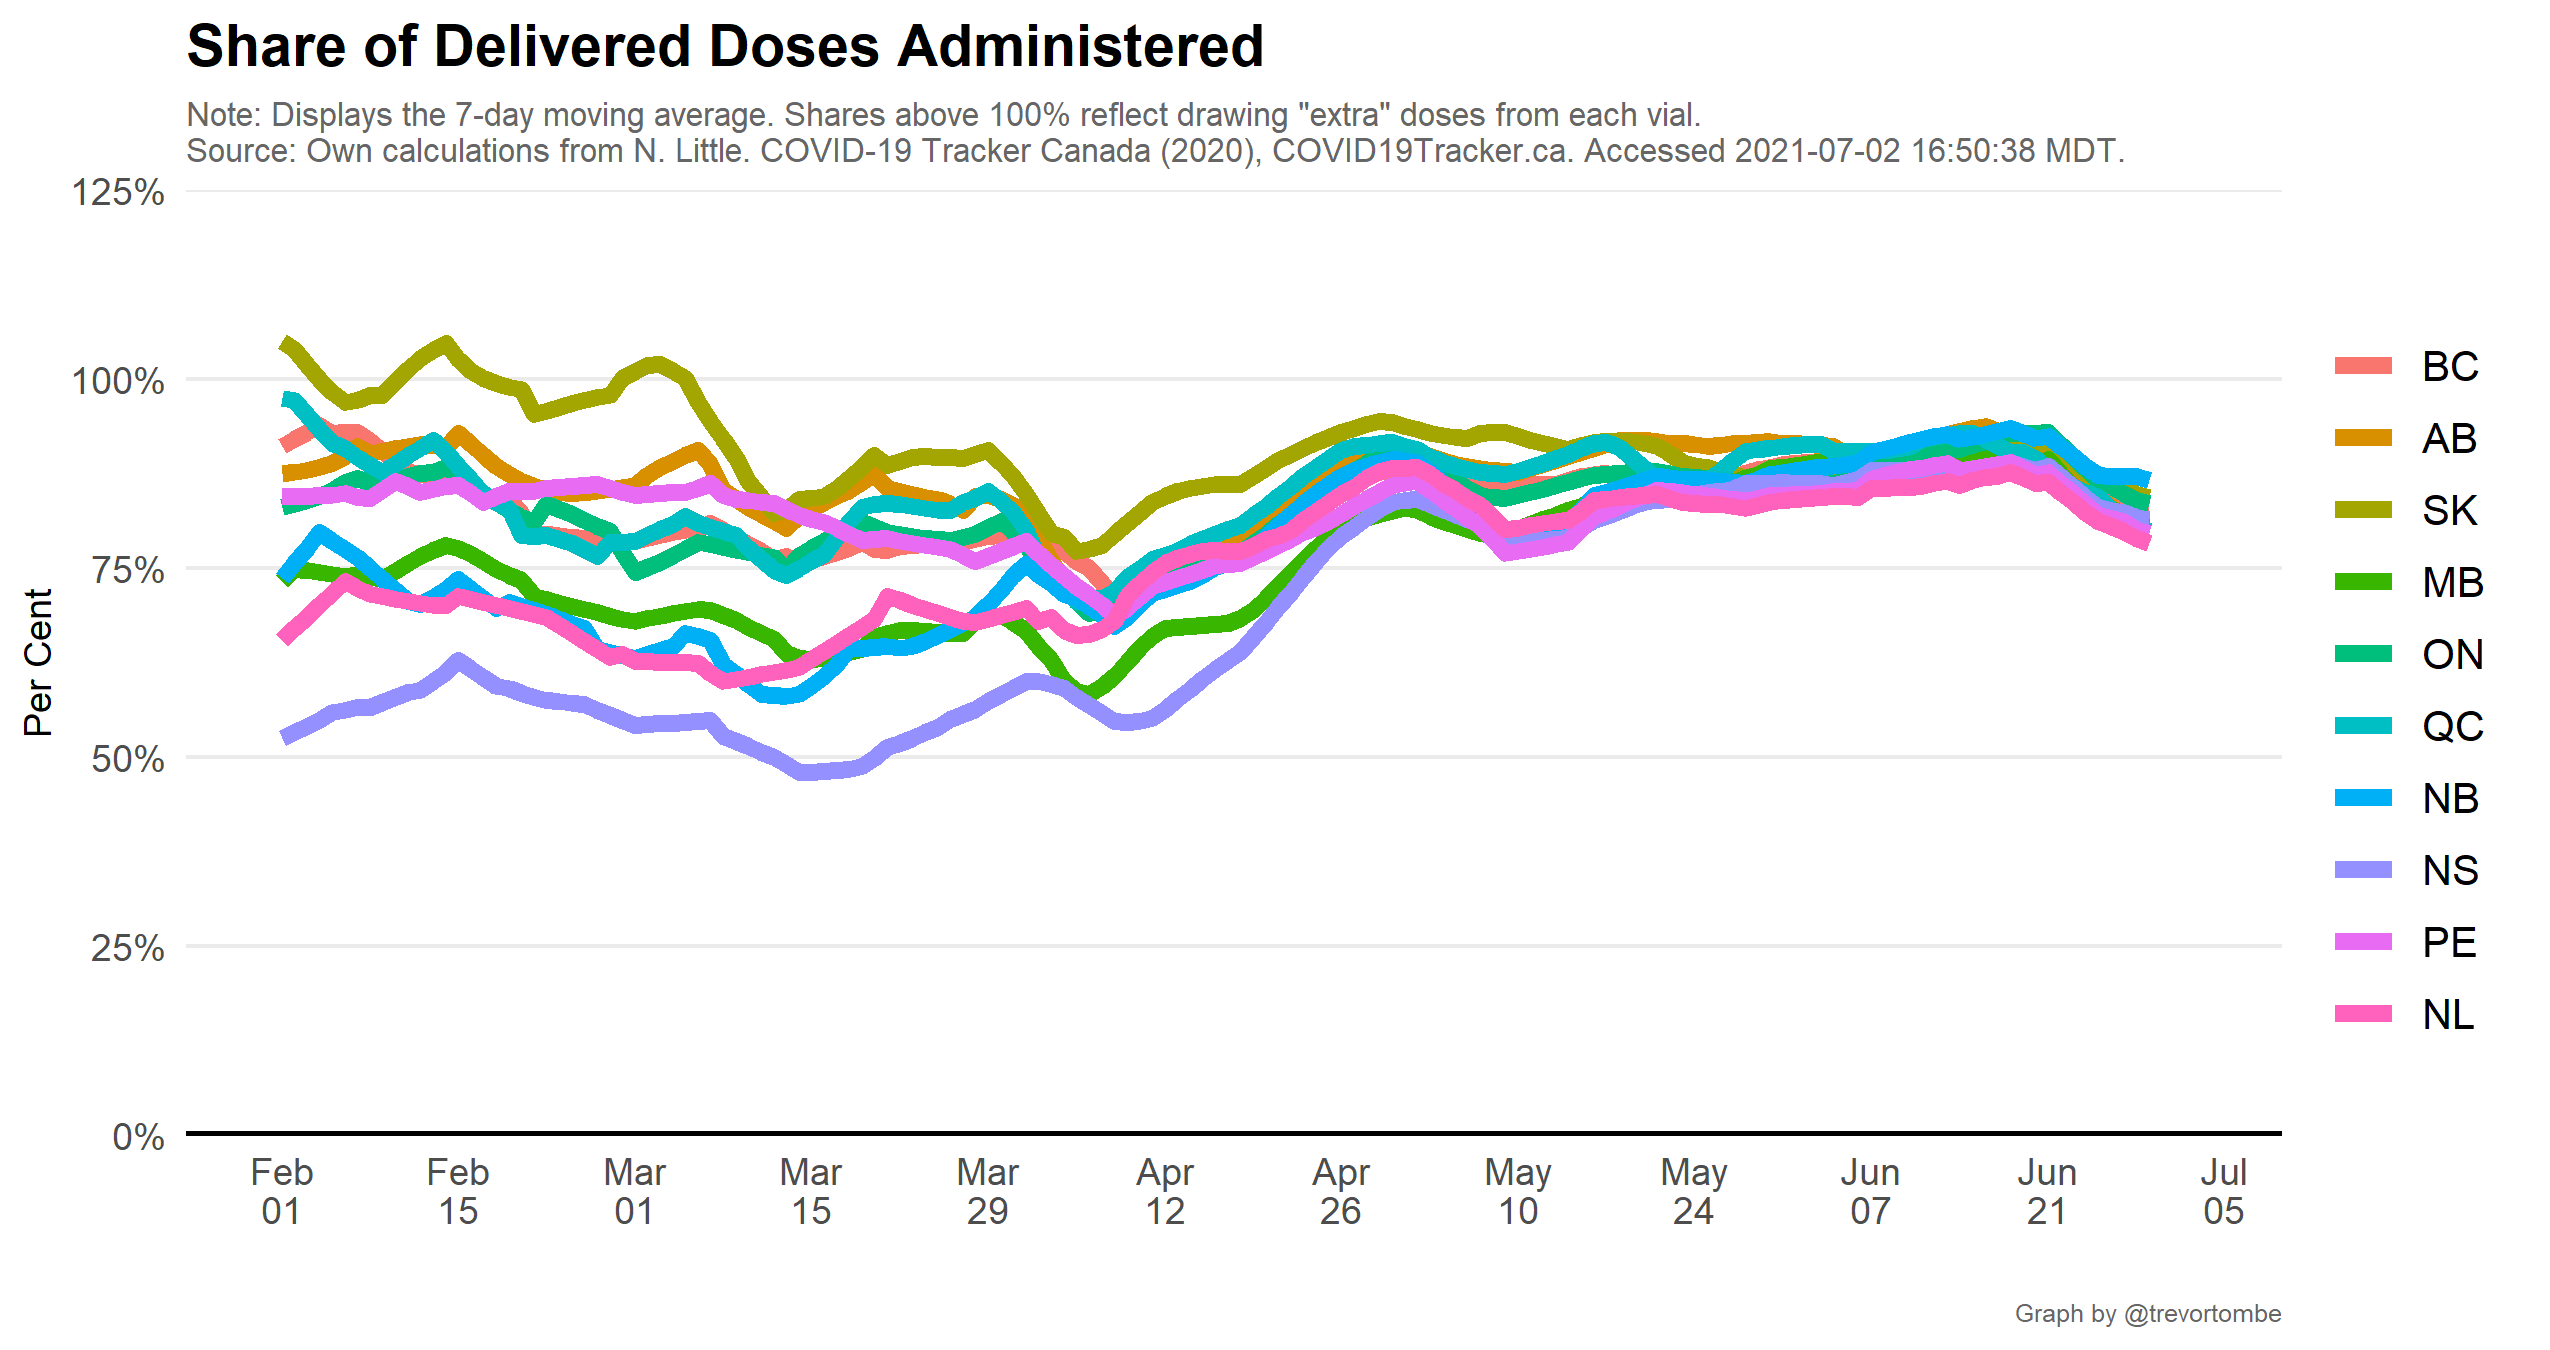 Share of Delivered Doses Administered
Note: Displays the 7-day moving average. Shares above 100% reflect drawing "extra" doses from each vial.
Source: Own calculations from N. Little. COVID-19 Tracker Canada (2020), COVID19Tracker.ca. Accessed 2021-07-02 16:50:38 MDT.
125%
100%
75%
50%
25%
0%
Per Cent
Feb 01
Feb 15
Mar 01
Mar 15
Mar 29
Apr 12
Apr 26
May 10
May 24
Jun 07
Jun 21
Jul 05
BC
AB
SK
MB
ON
QC
NB
NS
PE
NL
Graph by @trevortombe